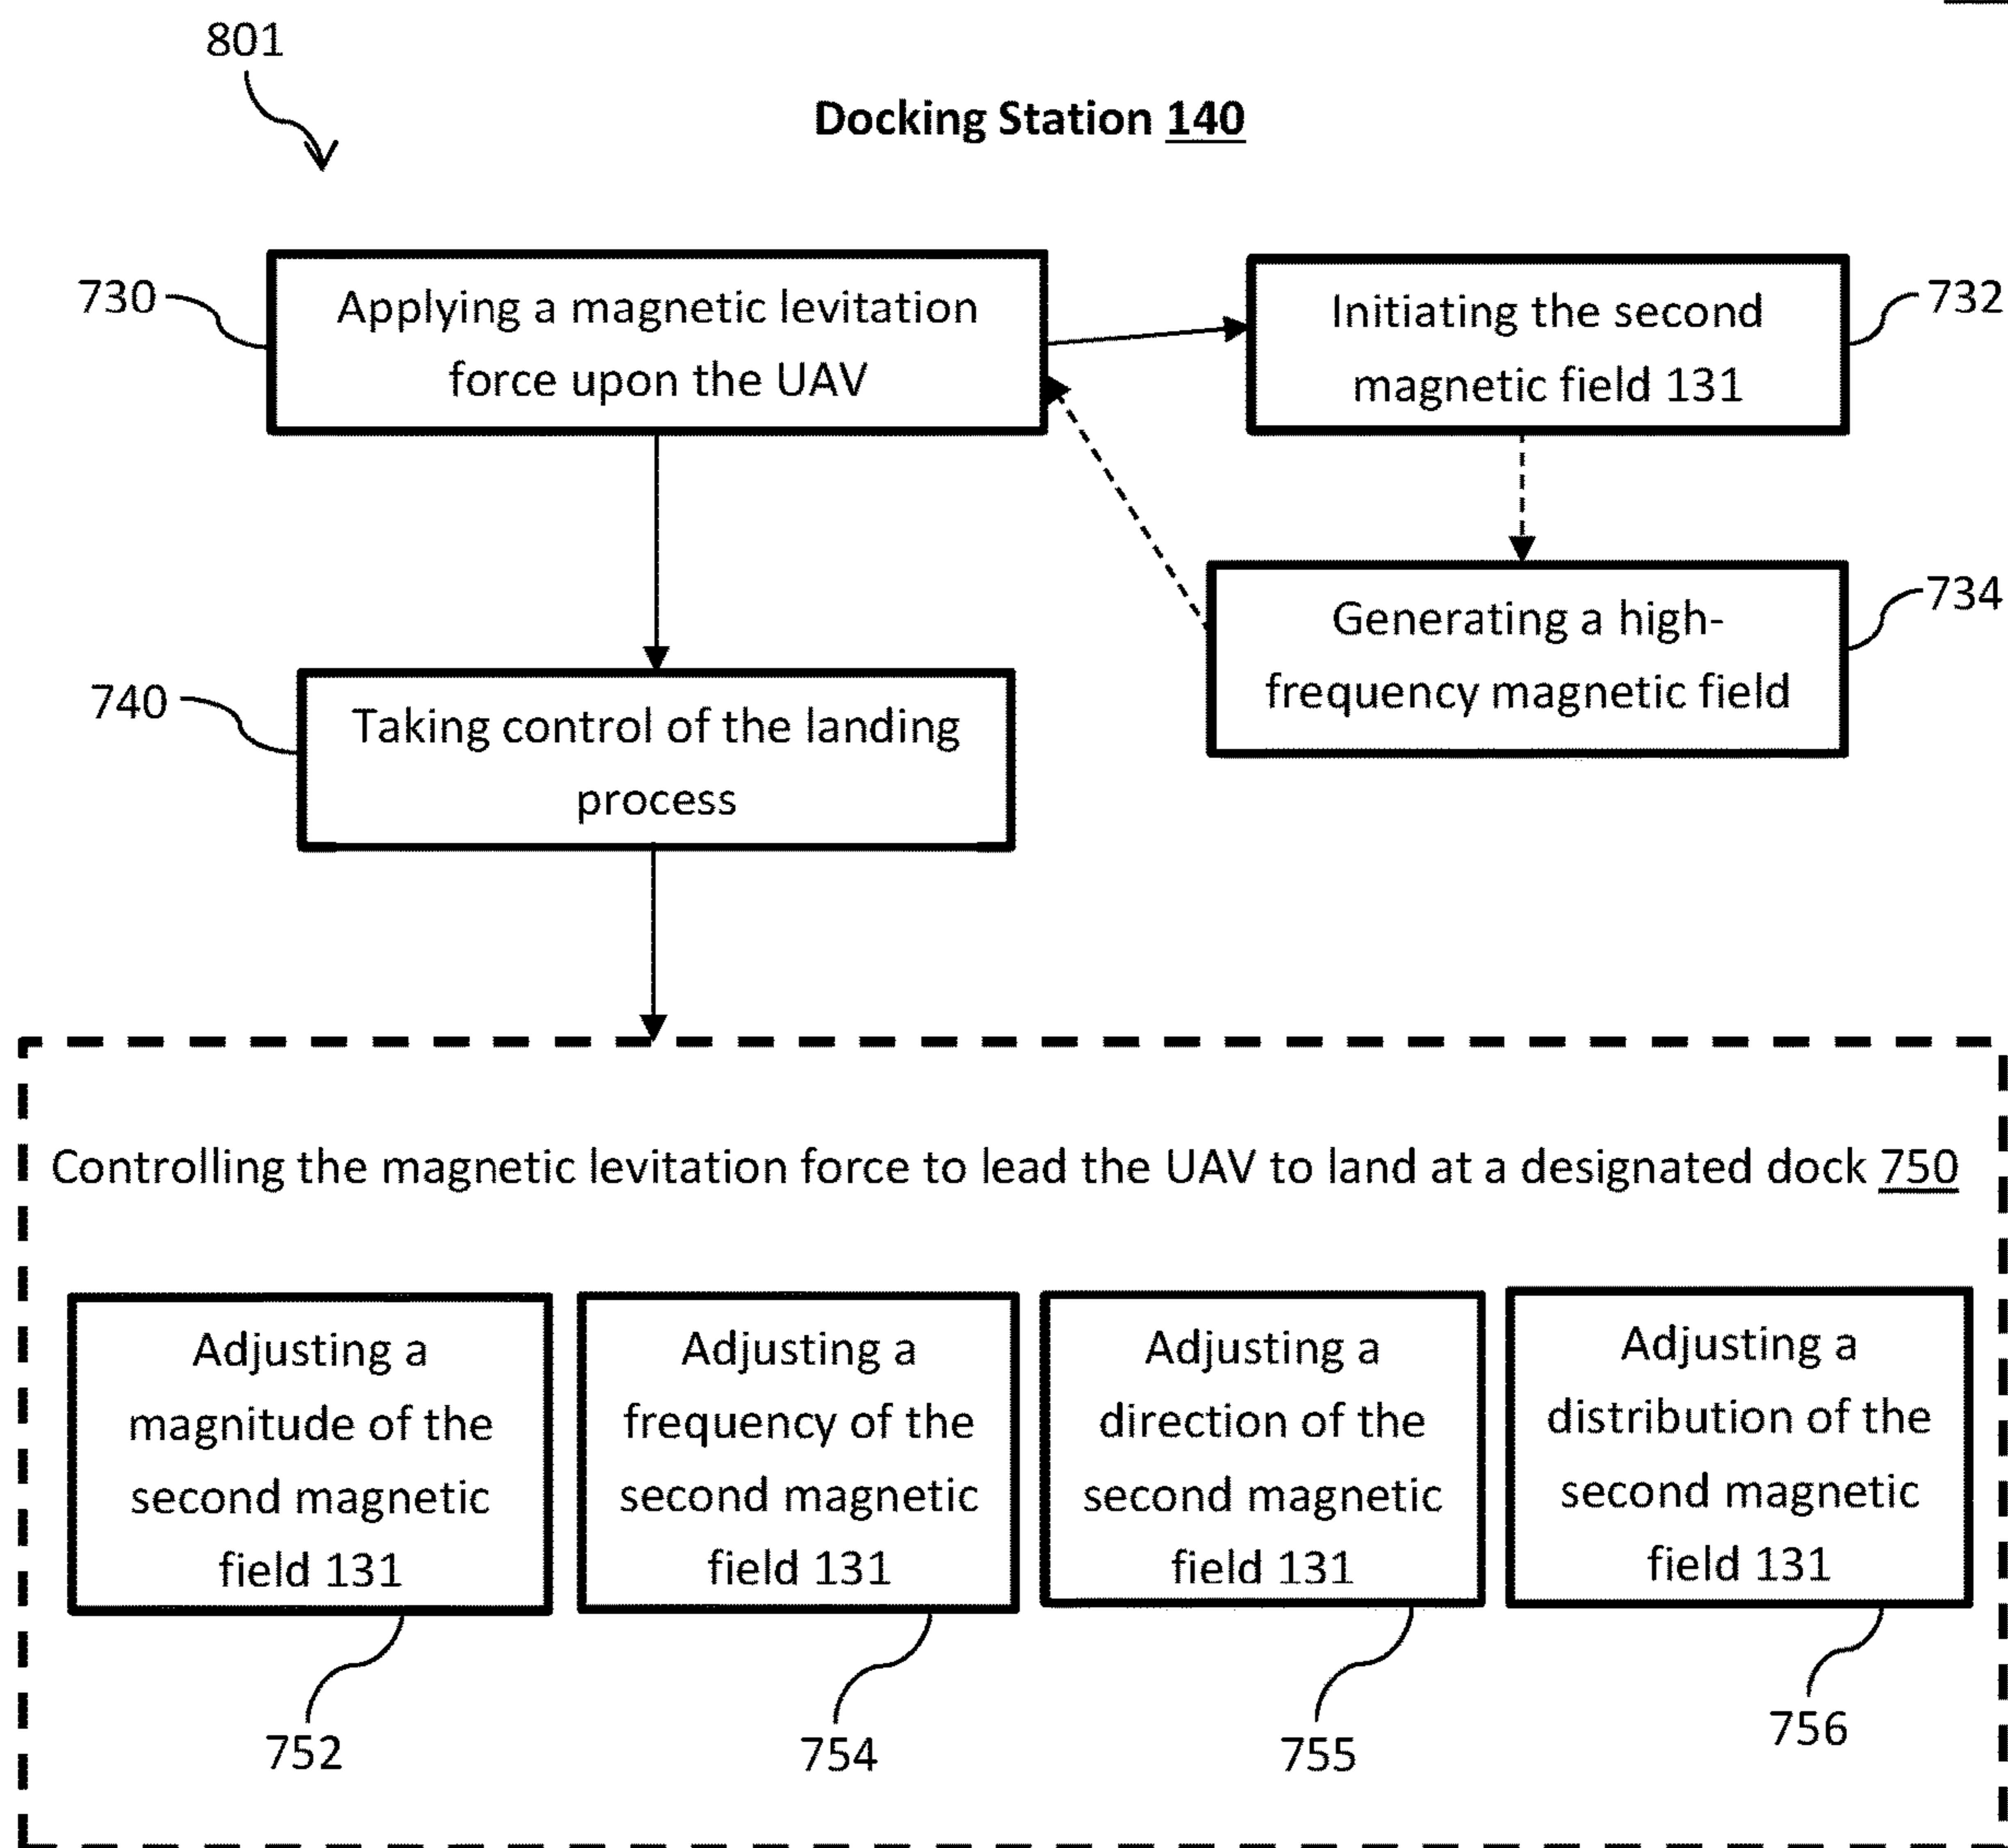 801
Docking Station 140
730
Applying a magnetic levitation
force upon the UAV
Initiating the second
magnetic field 131
732
Generating a high-
frequency magnetic field
734
740
Taking control of the landing
process
Controlling the magnetic levitation force to lead the UAV to land at a designated dock 750
Adjusting a
magnitude of the
second magnetic
field 131
Adjusting a
frequency of the
second magnetic
field 131
Adjusting a
direction of the
second magnetic
field 131
Adjusting a
distribution of the
second magnetic
field 131
752
754
755
756